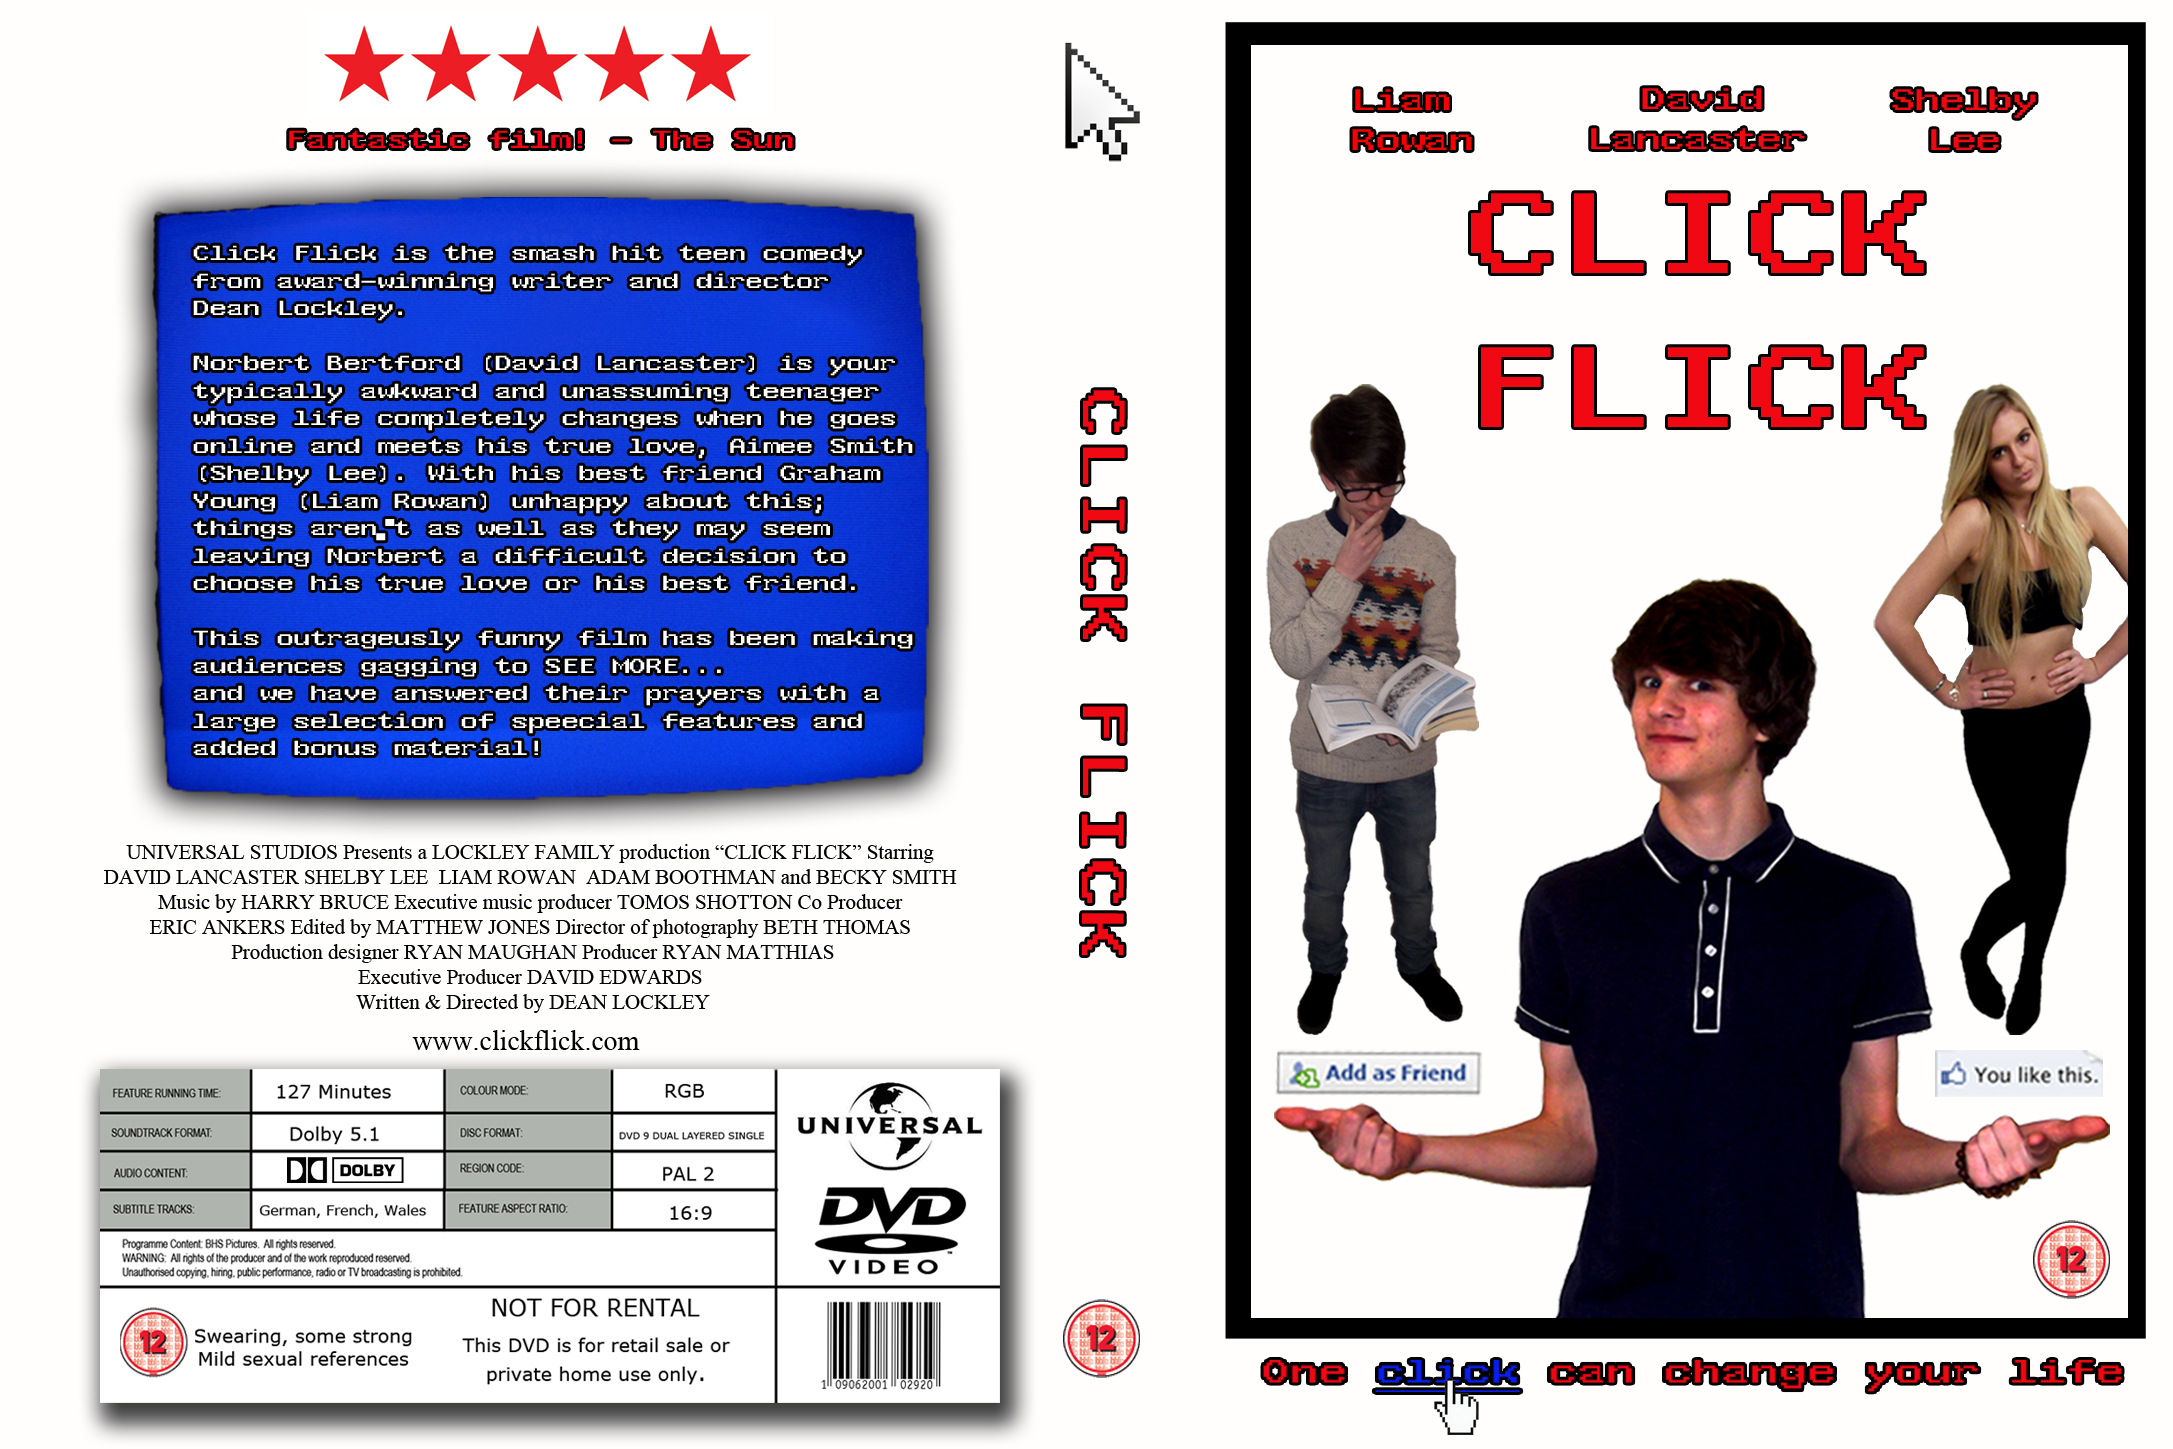 Fantastic film! - The Sun
Click Flick is the smash hit teen comedy
from award-winning writer and director
Dean Lockley.
Norbert Bertford (David Lancaster) is your
typically awkward and unassuming teenager
whose life completely changes when he goes
online and meets his true love, Aimee Smith
(Shelby Lee). With his best friend Graham
Young (Liam Rowan) unhappy about this;
things aren't as well as they may seem
leaving Norbert a difficult decision to
choose his true love or his best friend.
This outrageusly funny film has been making
audiences gagging to SEE MORE...
and we have answered their prayers with a
large selection of speecial features and
added bonus material!
UNIVERSAL STUDIOS Presents a LOCKLEY FAMILY production “CLICK FLICK” Starring
DAVID LANCASTER SHELBY LEE LIAM ROWAN ADAM BOOTHMAN and BECKY SMITH
Music by HARRY BRUCE Executive music producer TOMOS SHOTTON Co Producer
ERIC ANKERS Edited by MATTHEW JONES Director of photography BETH THOMAS
Production designer RYAN MAUGHAN Producer RYAN MATTHIAS
Executive Producer DAVID EDWARDS
Written & Directed by DEAN LOCKLEY
www.clickflick.com
FEATURE RUNNING TIME: 127 Minutes COLOUR MODE: RGB
SOUNDTRACK FORMAT: Dolby 5.1 DISC FORMAT: DVD 9 DUAL LAYERED SINGLE
AUDIO CONTENT: DOLBY REGION CODE: PAL 2
SUBTITLE TRACKS: German, French, Wales FEATURE ASPECT RATIO: 16:9
Programme Content: BHS Pictures. All rights reserved.
WARNING: All rights of the producer and of the work reproduced reserved.
Unauthorised copying, hiring, public performance, radio or TV broadcasting is prohibited.
12
Swearing, some strong
Mild sexual references
NOT FOR RENTAL
This DVD is for retail sale or
private home use only.
UNIVERSAL
DVD
VIDEO
1 09062001 02920
CLICK FLICK
12
Liam
Rowan
David
Lancaster
Shelby
Lee
CLICK
FLICK
Add as Friend
You like this.
12
One click can change your life